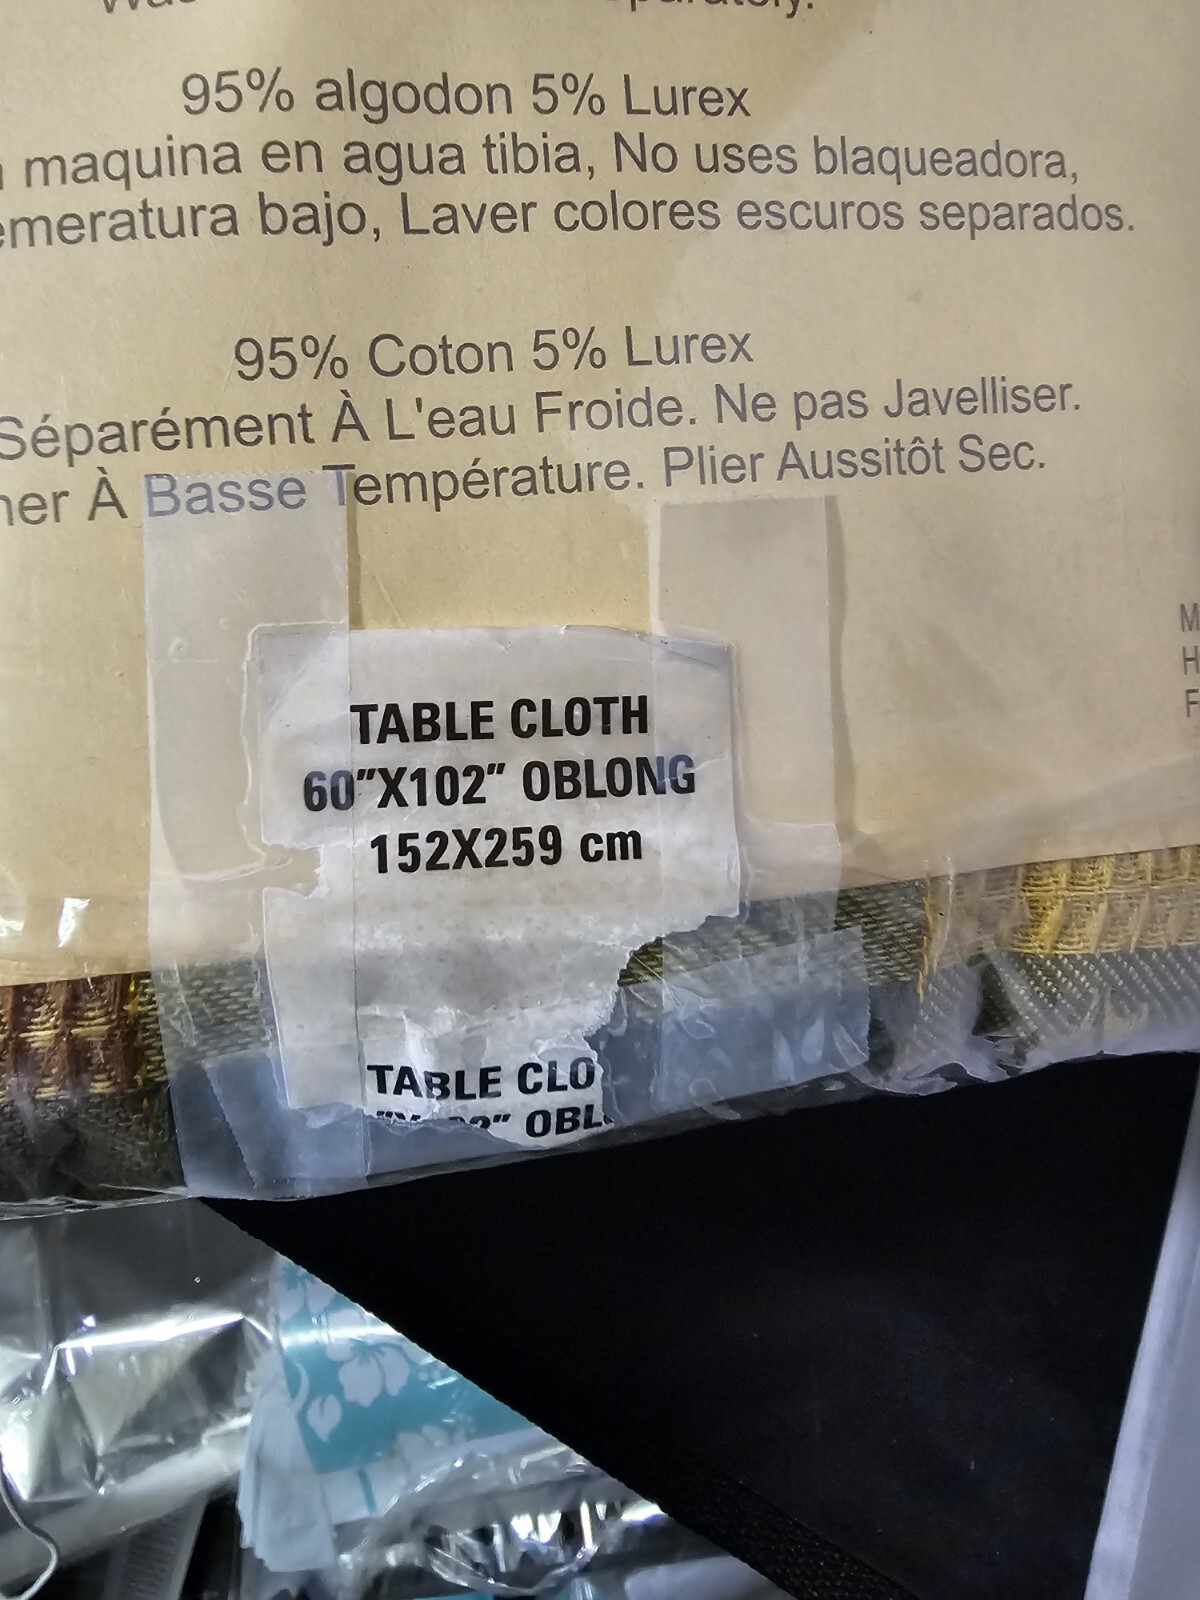 95% algodon 5% Lurex
maquina en agua tibia, No uses blaqueadora,
emeratura bajo, Laver colores escuros separados.
95% Coton 5% Lurex
Séparément À L'eau Froide. Ne pas Javelliser.
ner À Basse Température. Plier Aussitôt Sec.
M
H
F
TABLE CLOTH
60"X102" OBLONG
152X259 cm
TABLE CLO
OBL